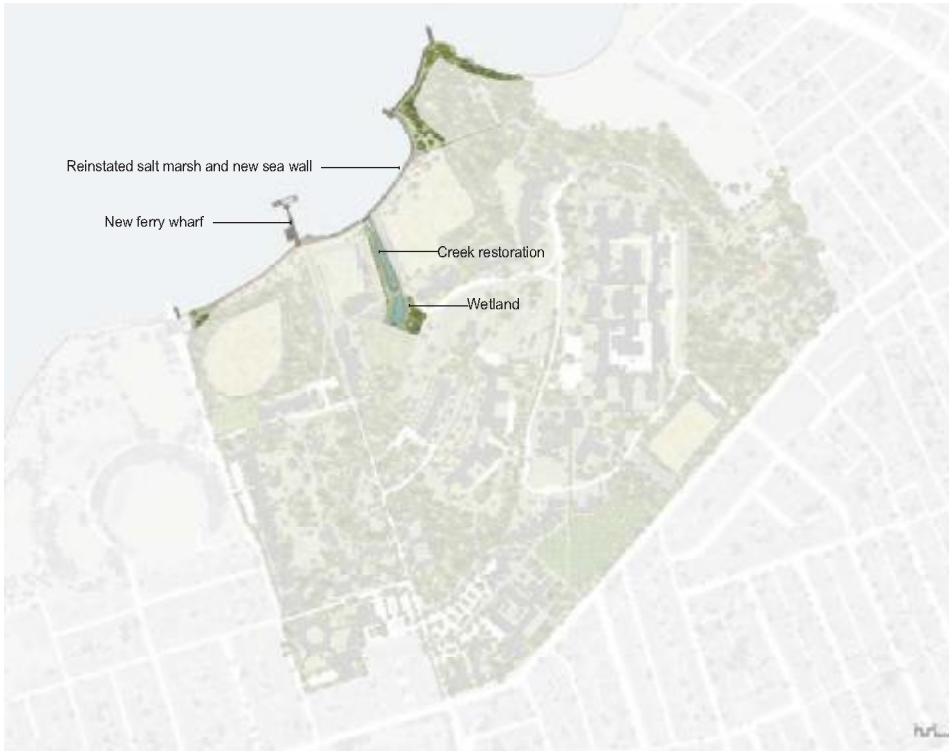 Reinstated salt marsh and new sea wall
New ferry wharf
Creek restoration
Wetland